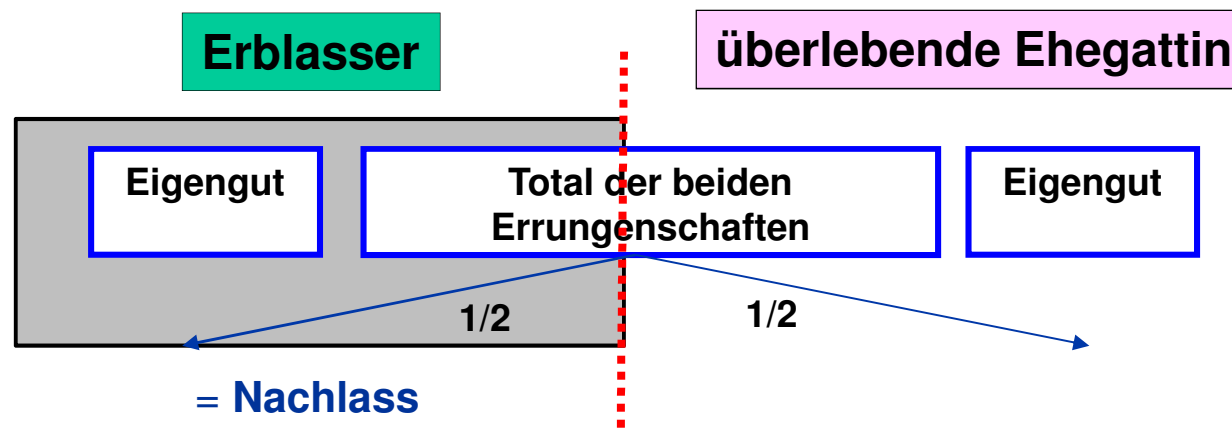 Erblasser
überlebende Ehegattin
Eigengut
Total der beiden
Errungenschaften
Eigengut
1/2
1/2
= Nachlass